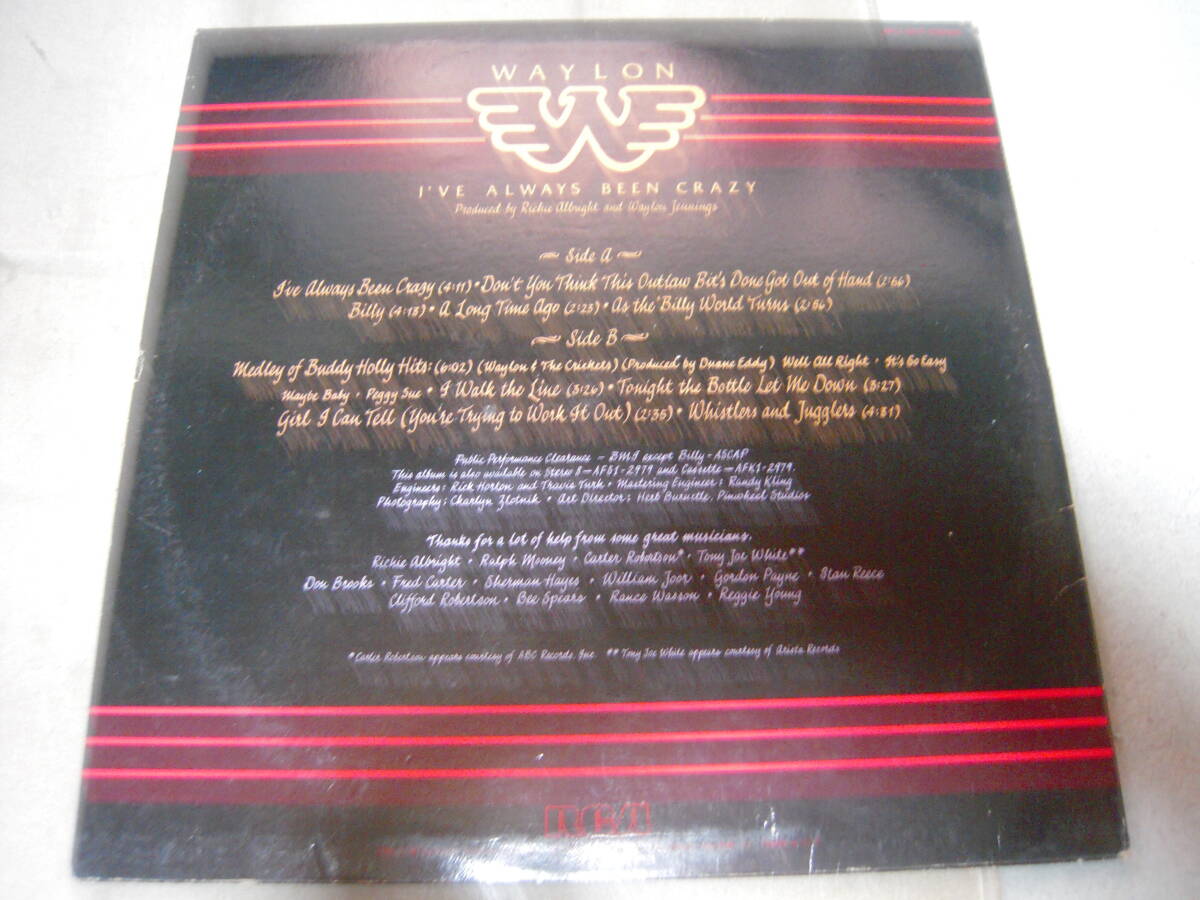 WAYLON
W
I'VE ALWAYS BEEN CRAZY
Produced by Richie Albright and Waylon Jennings
Side A
I've Always Been Crazy (4:11) • Don't You Think This Outlaw Bit's Done Got Out of Hand (2:56)
Billy (4:13) • A Long Time Ago (2:23) • As the 'Billy World Turns (2:56)
Side B
Medley of Buddy Holly Hits: (6:02) (Waylon & The Crickets) (Produced by Duane Eddy) Well All Right • It's So Easy
Maybe Baby • Peggy Sue • I Walk the Line (3:26) • Tonight the Bottle Let Me Down (3:27)
Girl I Can Tell (You're Trying to Work It Out) (2:35) • Whistlers and Jugglers (4:31)
Public Performance Clearance — BMI except Billy - ASCAP
This album is also available on Stereo 8 — AFS1-2979 and Cassette — AFK1-2979.
Engineers: Rick Horton and Travis Turk • Mastering Engineer: Randy Kling
Photography: Charlyn Zlotnik • Art Director: Herb Burnette, Pinwheel Studios
Thanks for a lot of help from some great musicians.
Richie Albright • Ralph Mooney • Carter Robertson* • Tony Joe White**
Don Brooks • Fred Carter • Sherman Hayes • William Joor • Gordon Payne • Stan Reece
Clifford Robertson • Bee Spears • Rance Wasson • Reggie Young
*Carter Robertson appears courtesy of ABC Records, Inc. **Tony Joe White appears courtesy of Arista Records